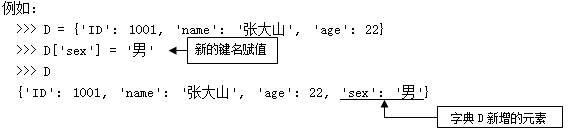 例如:
>>> D = {'ID': 1001, 'name': '张大山', 'age': 22}
>>> D['sex'] = '男' 新的键名赋值
>>> D
{'ID': 1001, 'name': '张大山', 'age': 22, 'sex': '男'}
字典 D 新增的元素